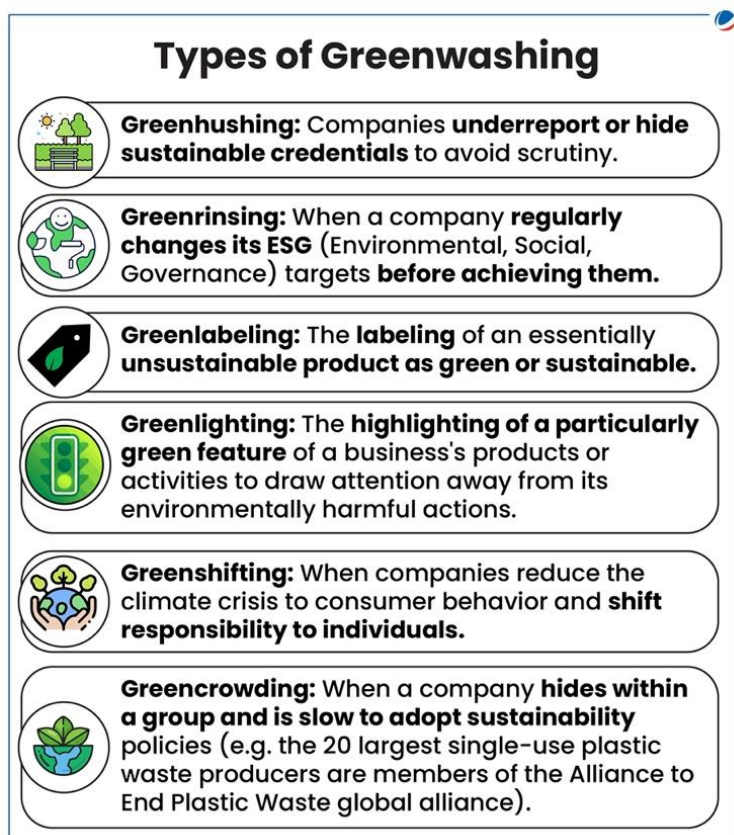 Types of Greenwashing
Greenhushing: Companies underreport or hide
sustainable credentials to avoid scrutiny.
Greenrinsing: When a company regularly
changes its ESG (Environmental, Social,
Governance) targets before achieving them.
Greenlabeling: The labeling of an essentially
unsustainable product as green or sustainable.
Greenlighting: The highlighting of a particularly
green feature of a business's products or
activities to draw attention away from its
environmentally harmful actions.
Greenshifting: When companies reduce the
climate crisis to consumer behavior and shift
responsibility to individuals.
Greencrowding: When a company hides within
a group and is slow to adopt sustainability
policies (e.g. the 20 largest single-use plastic
waste producers are members of the Alliance to
End Plastic Waste global alliance).